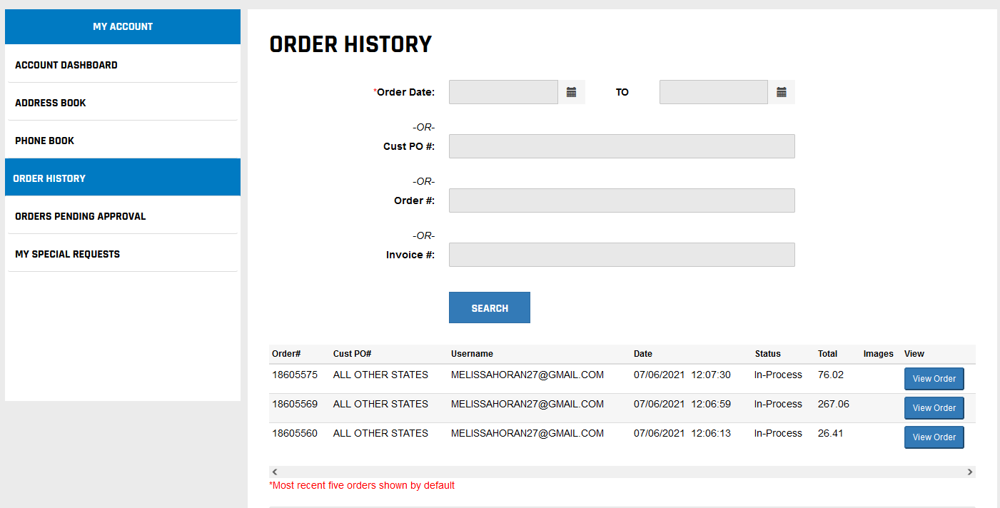 MY ACCOUNT
ACCOUNT DASHBOARD
ADDRESS BOOK
PHONE BOOK
ORDER HISTORY
ORDERS PENDING APPROVAL
MY SPECIAL REQUESTS
ORDER HISTORY
*Order Date: TO
-OR-
Cust PO #:
-OR-
Order #:
-OR-
Invoice #:
SEARCH
Order# Cust PO# Username Date Status Total Images View
18605575 ALL OTHER STATES MELISSAHORAN27@GMAIL.COM 07/06/2021 12:07:30 In-Process 76.02 View Order
18605569 ALL OTHER STATES MELISSAHORAN27@GMAIL.COM 07/06/2021 12:06:59 In-Process 267.06 View Order
18605560 ALL OTHER STATES MELISSAHORAN27@GMAIL.COM 07/06/2021 12:06:13 In-Process 26.41 View Order
*Most recent five orders shown by default